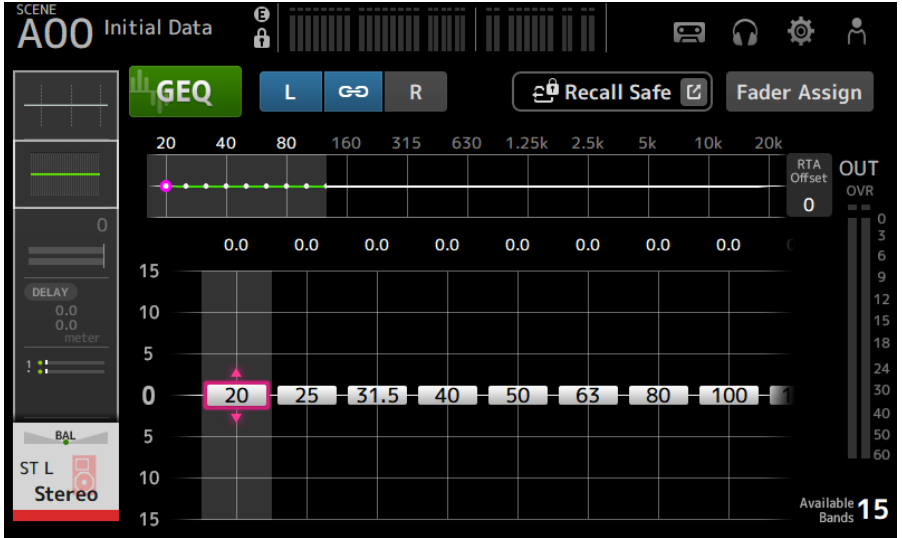 SCENE
A00 Initial Data
E
GEQ
L
R
Recall Safe
Fader Assign
20 40 80 160 315 630 1.25k 2.5k 5k 10k 20k
RTA
Offset
0
OUT
OVR
0
3
6
9
12
15
18
24
30
40
50
60
0
DELAY
0.0
0.0
meter
1
BAL
ST L
Stereo
0.0 0.0 0.0 0.0 0.0 0.0 0.0 0.0
15
10
5
0 20 25 31.5 40 50 63 80 100
5
10
15
Available
Bands 15